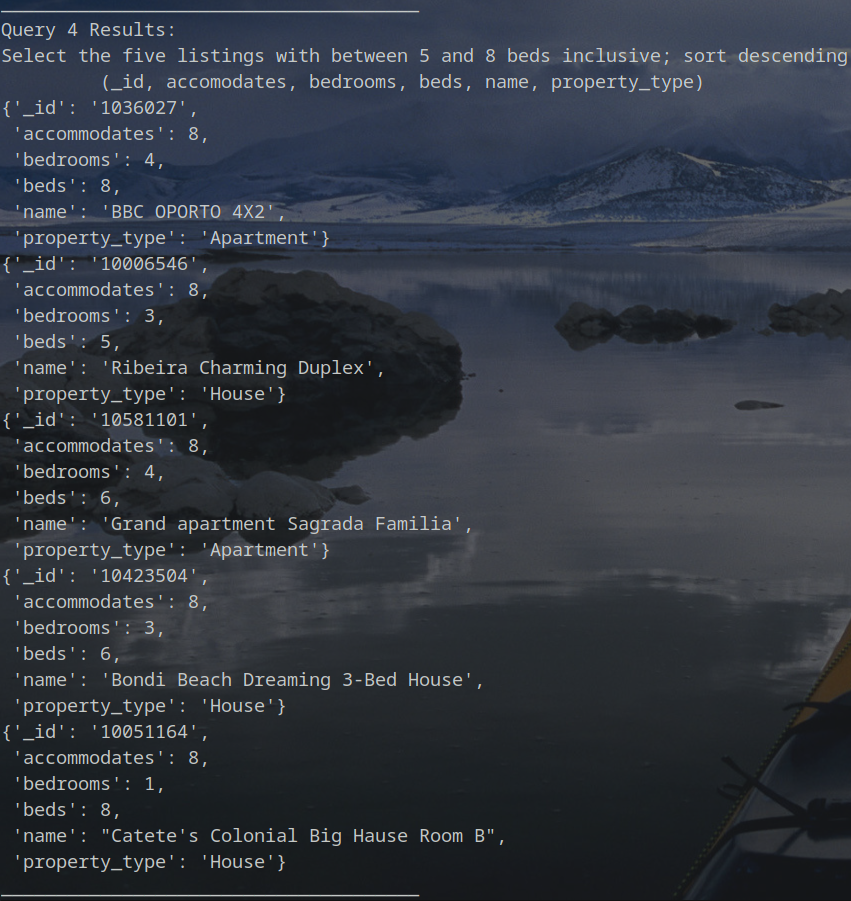 Query 4 Results:
Select the five listings with between 5 and 8 beds inclusive; sort descending
(_id, accomodates, bedrooms, beds, name, property_type)
{'_id': '1036027',
'accommodates': 8,
'bedrooms': 4,
'beds': 8,
'name': 'BBC OPORTO 4X2',
'property_type': 'Apartment'}
{'_id': '10006546',
'accommodates': 8,
'bedrooms': 3,
'beds': 5,
'name': 'Ribeira Charming Duplex',
'property_type': 'House'}
{'_id': '10581101',
'accommodates': 8,
'bedrooms': 4,
'beds': 6,
'name': 'Grand apartment Sagrada Familia',
'property_type': 'Apartment'}
{'_id': '10423504',
'accommodates': 8,
'bedrooms': 3,
'beds': 6,
'name': 'Bondi Beach Dreaming 3-Bed House',
'property_type': 'House'}
{'_id': '10051164',
'accommodates': 8,
'bedrooms': 1,
'beds': 8,
'name': "Catete's Colonial Big Hause Room B",
'property_type': 'House'}